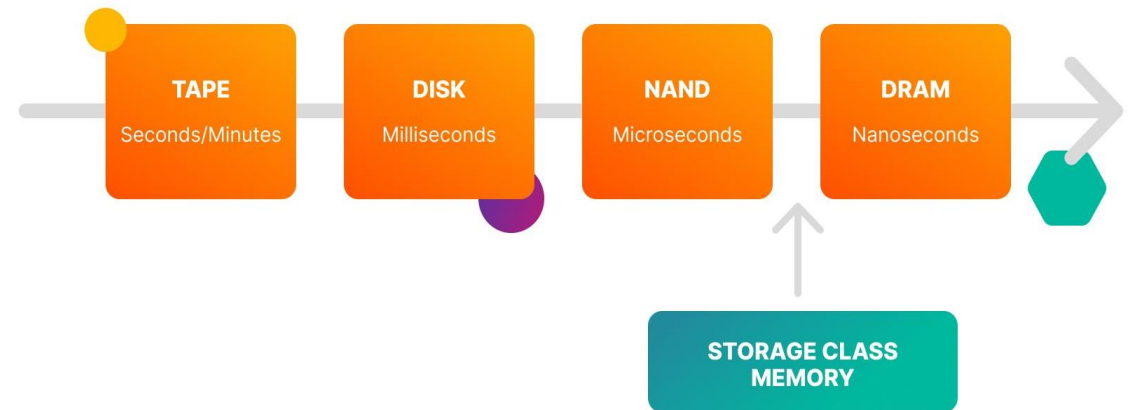 TAPE
Seconds/Minutes
DISK
Milliseconds
NAND
Microseconds
DRAM
Nanoseconds
STORAGE CLASS
MEMORY